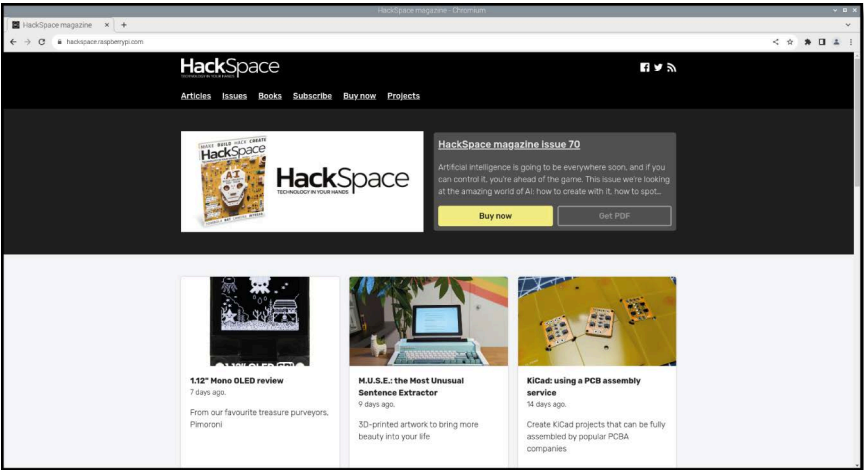 HackSpace magazine - Chromium
HackSpace magazine
hackspace.raspberrypi.com
HackSpace
TECHNOLOGY IN YOUR HANDS
Articles Issues Books Subscribe Buy now Projects
HackSpace
AI
HackSpace
TECHNOLOGY IN YOUR HANDS
HackSpace magazine issue 70
Artificial Intelligence is going to be everywhere soon, and if you
can control it, you're ahead of the game. This issue we're looking
at the amazing world of AI: how to create with it, how to spot...
Buy now Get PDF
1.12" Mono OLED review
7 days ago.
From our favourite treasure purveyors,
Pimoroni
M.U.S.E.: the Most Unusual
Sentence Extractor
9 days ago.
3D-printed artwork to bring more
beauty into your life
KiCad: using a PCB assembly
service
14 days ago.
Create KiCad projects that can be fully
assembled by popular PCBA
companies